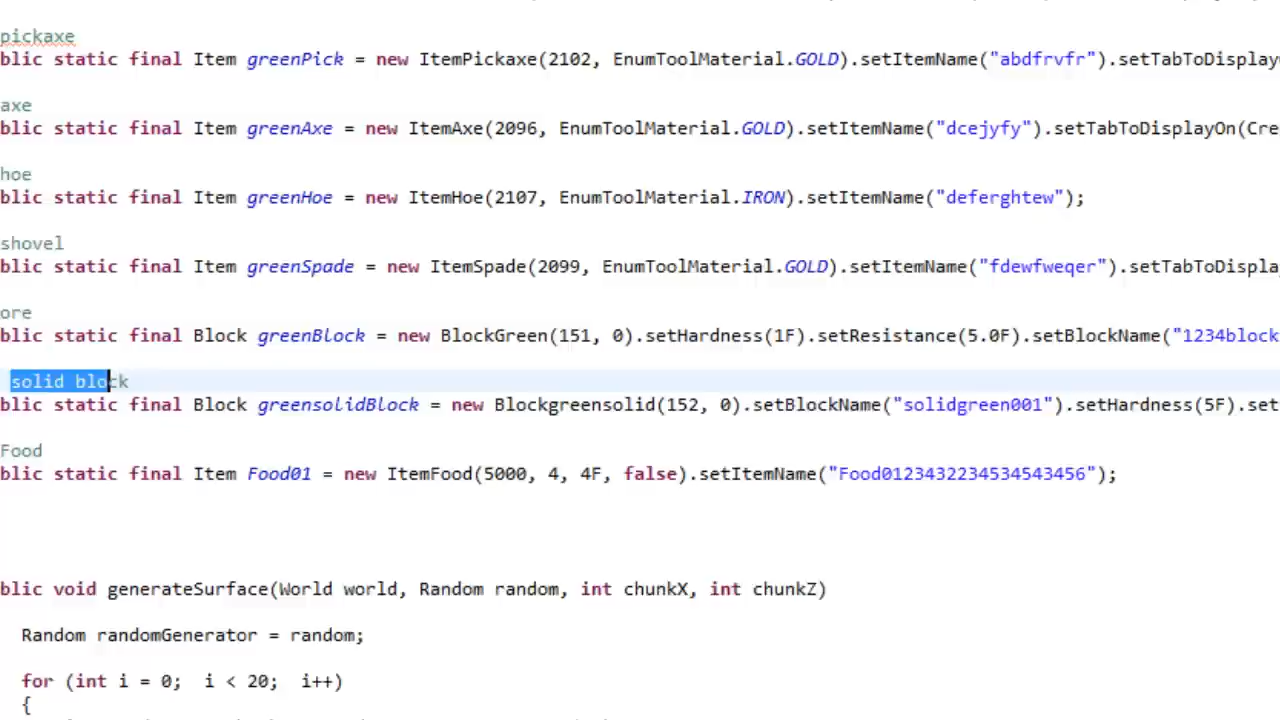 pickaxe
blic static final Item greenPick = new ItemPickaxe(2102, EnumToolMaterial.GOLD).setItemName("abdfrvfr").setTabToDisplay
axe
blic static final Item greenAxe = new ItemAxe(2096, EnumToolMaterial.GOLD).setItemName("dcejyfy").setTabToDisplayOn(Cre
hoe
blic static final Item greenHoe = new ItemHoe(2107, EnumToolMaterial.IRON).setItemName("deferghtew");
shovel
blic static final Item greenSpade = new ItemSpade(2099, EnumToolMaterial.GOLD).setItemName("fdewfweqer").setTabToDispla
ore
blic static final Block greenBlock = new BlockGreen(151, 0).setHardness(1F).setResistance(5.0F).setBlockName("1234block
solid block
blic static final Block greensolidBlock = new Blockgreensolid(152, 0).setBlockName("solidgreen001").setHardness(5F).set
Food
blic static final Item Food01 = new ItemFood(5000, 4, 4F, false).setItemName("Food0123432234534543456");
blic void generateSurface(World world, Random random, int chunkX, int chunkZ)
Random randomGenerator = random;
for (int i = 0; i < 20; i++)
{